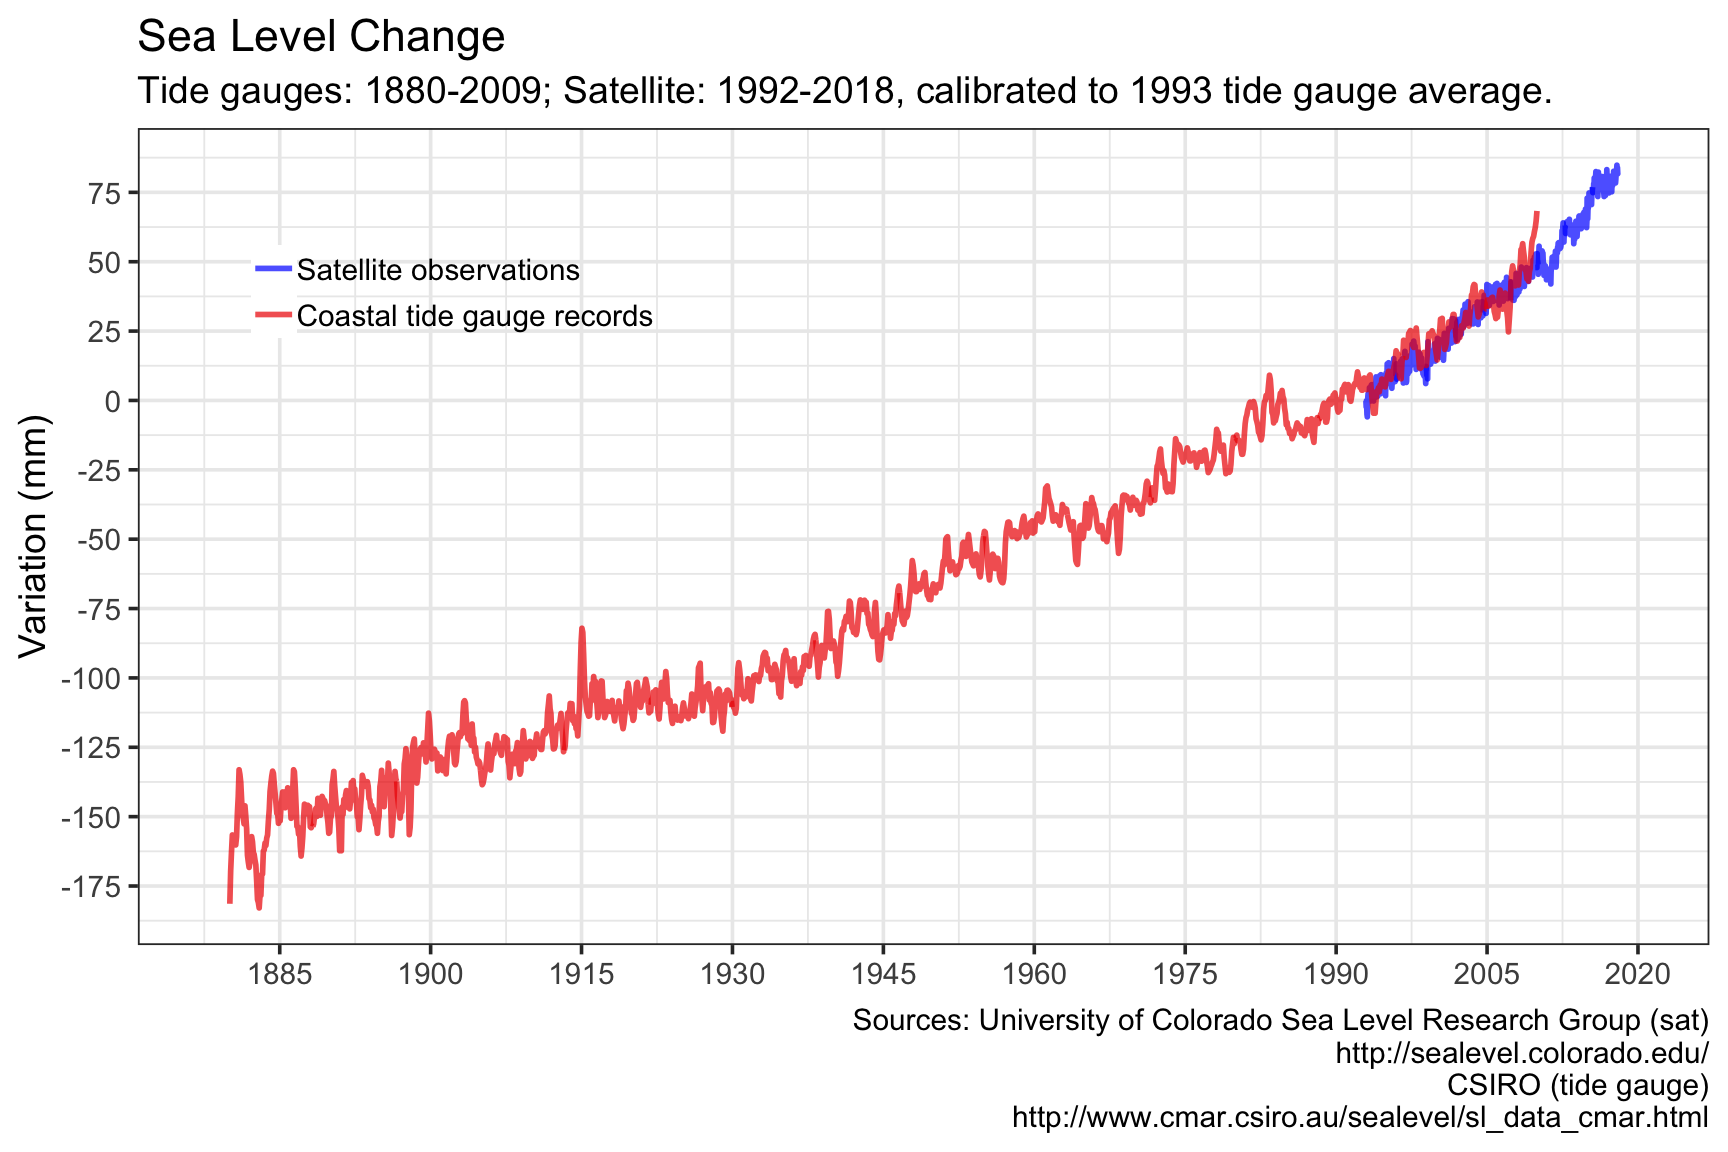 Sea Level Change
Tide gauges: 1880-2009; Satellite: 1992-2018, calibrated to 1993 tide gauge average.
Variation (mm)
75
50
25
0
-25
-50
-75
-100
-125
-150
-175
Satellite observations
Coastal tide gauge records
1885 1900 1915 1930 1945 1960 1975 1990 2005 2020
Sources: University of Colorado Sea Level Research Group (sat)
http://sealevel.colorado.edu/
CSIRO (tide gauge)
http://www.cmar.csiro.au/sealevel/sl_data_cmar.html